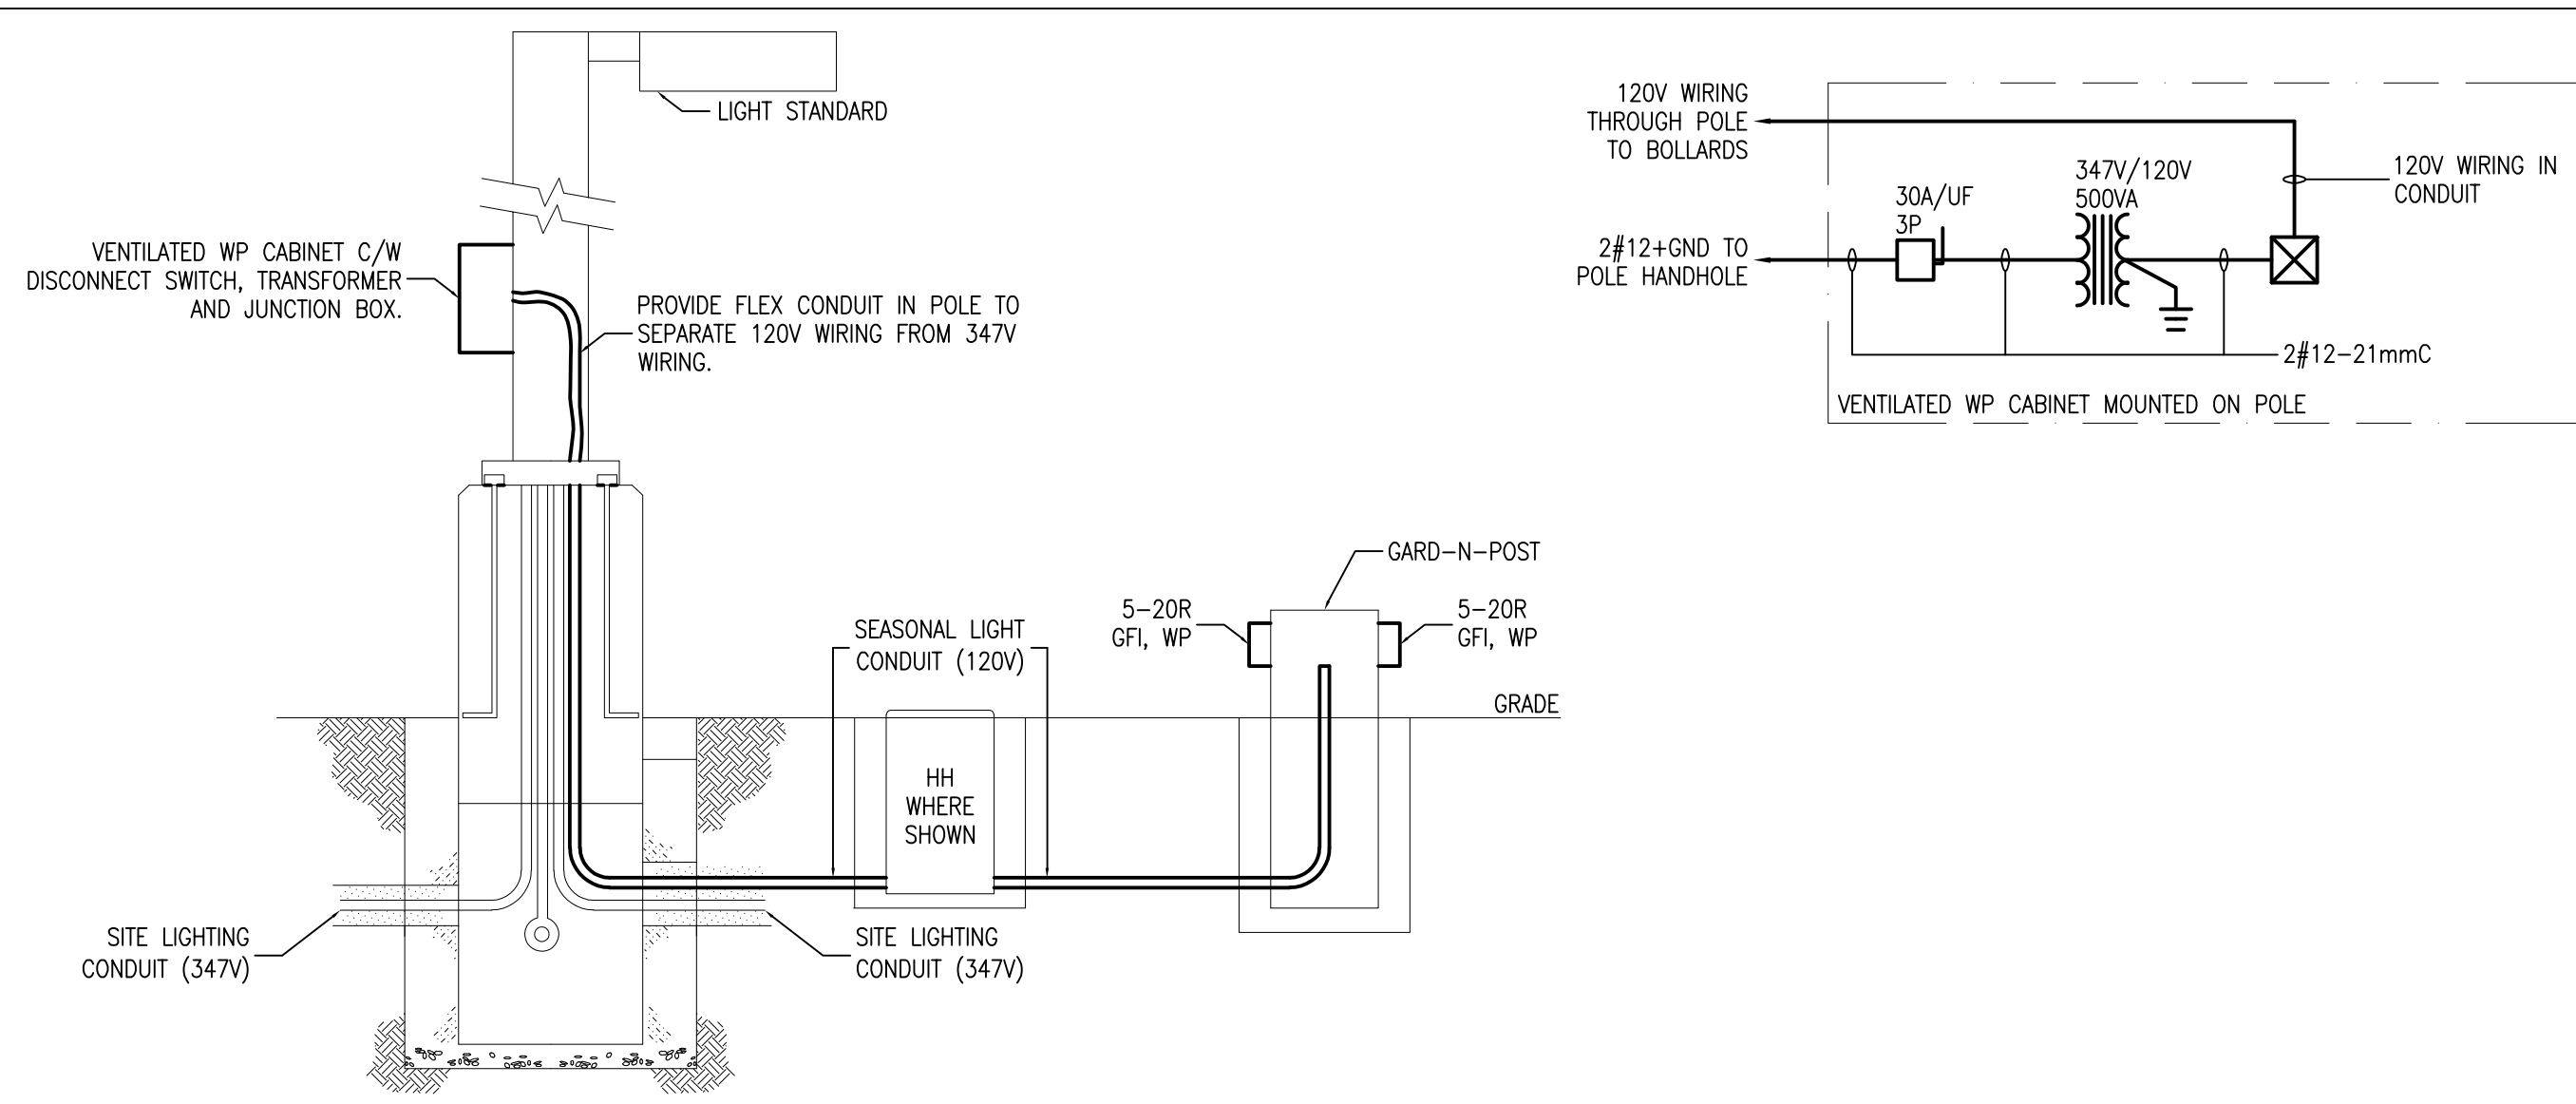 LIGHT STANDARD
VENTILATED WP CABINET C/W
DISCONNECT SWITCH, TRANSFORMER
AND JUNCTION BOX.
PROVIDE FLEX CONDUIT IN POLE TO
SEPARATE 120V WIRING FROM 347V
WIRING.
120V WIRING
THROUGH POLE
TO BOLLARDS
2#12+GND TO
POLE HANDHOLE
30A/UF
3P
347V/120V
500VA
120V WIRING IN
CONDUIT
2#12-21mmC
VENTILATED WP CABINET MOUNTED ON POLE
GARD-N-POST
5-20R
GFI, WP
5-20R
GFI, WP
SEASONAL LIGHT
CONDUIT (120V)
GRADE
HH
WHERE
SHOWN
SITE LIGHTING
CONDUIT (347V)
SITE LIGHTING
CONDUIT (347V)